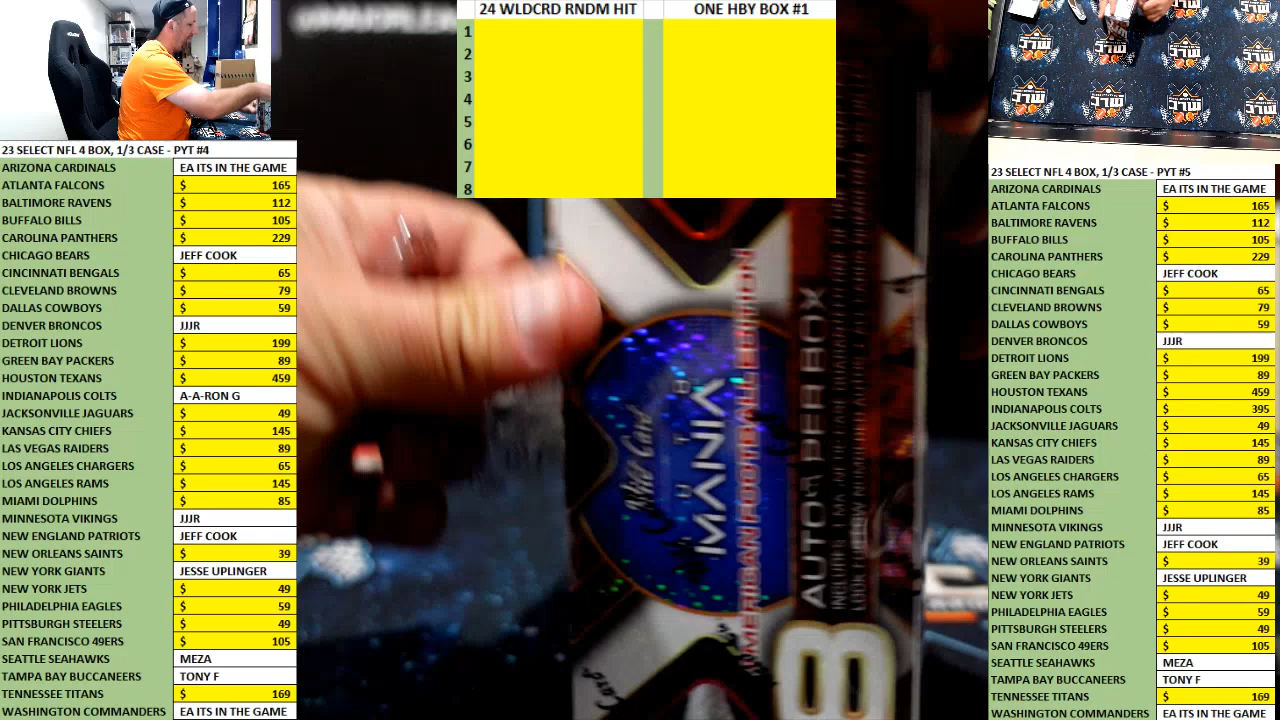 24 WLDCRD RNDM HIT ONE HBY BOX #1
1
2
3
4
5
6
7
8
23 SELECT NFL 4 BOX, 1/3 CASE - PYT #4
ARIZONA CARDINALS EA ITS IN THE GAME
ATLANTA FALCONS $ 165
BALTIMORE RAVENS $ 112
BUFFALO BILLS $ 105
CAROLINA PANTHERS $ 229
CHICAGO BEARS JEFF COOK
CINCINNATI BENGALS $ 65
CLEVELAND BROWNS $ 79
DALLAS COWBOYS $ 59
DENVER BRONCOS JJJR
DETROIT LIONS $ 199
GREEN BAY PACKERS $ 89
HOUSTON TEXANS $ 459
INDIANAPOLIS COLTS A-A-RON G
JACKSONVILLE JAGUARS $ 49
KANSAS CITY CHIEFS $ 145
LAS VEGAS RAIDERS $ 89
LOS ANGELES CHARGERS $ 65
LOS ANGELES RAMS $ 145
MIAMI DOLPHINS $ 85
MINNESOTA VIKINGS JJJR
NEW ENGLAND PATRIOTS JEFF COOK
NEW ORLEANS SAINTS $ 39
NEW YORK GIANTS JESSE UPLINGER
NEW YORK JETS $ 49
PHILADELPHIA EAGLES $ 59
PITTSBURGH STEELERS $ 49
SAN FRANCISCO 49ERS $ 105
SEATTLE SEAHAWKS MEZA
TAMPA BAY BUCCANEERS TONY F
TENNESSEE TITANS $ 169
WASHINGTON COMMANDERS EA ITS IN THE GAME
MANIA
AMERICAN FOOTBALL EDITION
8
AUTOS PER BOX
23 SELECT NFL 4 BOX, 1/3 CASE - PYT #5
ARIZONA CARDINALS EA ITS IN THE GAME
ATLANTA FALCONS $ 165
BALTIMORE RAVENS $ 112
BUFFALO BILLS $ 105
CAROLINA PANTHERS $ 229
CHICAGO BEARS JEFF COOK
CINCINNATI BENGALS $ 65
CLEVELAND BROWNS $ 79
DALLAS COWBOYS $ 59
DENVER BRONCOS JJJR
DETROIT LIONS $ 199
GREEN BAY PACKERS $ 89
HOUSTON TEXANS $ 459
INDIANAPOLIS COLTS $ 395
JACKSONVILLE JAGUARS $ 49
KANSAS CITY CHIEFS $ 145
LAS VEGAS RAIDERS $ 89
LOS ANGELES CHARGERS $ 65
LOS ANGELES RAMS $ 145
MIAMI DOLPHINS $ 85
MINNESOTA VIKINGS JJJR
NEW ENGLAND PATRIOTS JEFF COOK
NEW ORLEANS SAINTS $ 39
NEW YORK GIANTS JESSE UPLINGER
NEW YORK JETS $ 49
PHILADELPHIA EAGLES $ 59
PITTSBURGH STEELERS $ 49
SAN FRANCISCO 49ERS $ 105
SEATTLE SEAHAWKS MEZA
TAMPA BAY BUCCANEERS TONY F
TENNESSEE TITANS $ 169
WASHINGTON COMMANDERS EA ITS IN THE GAME